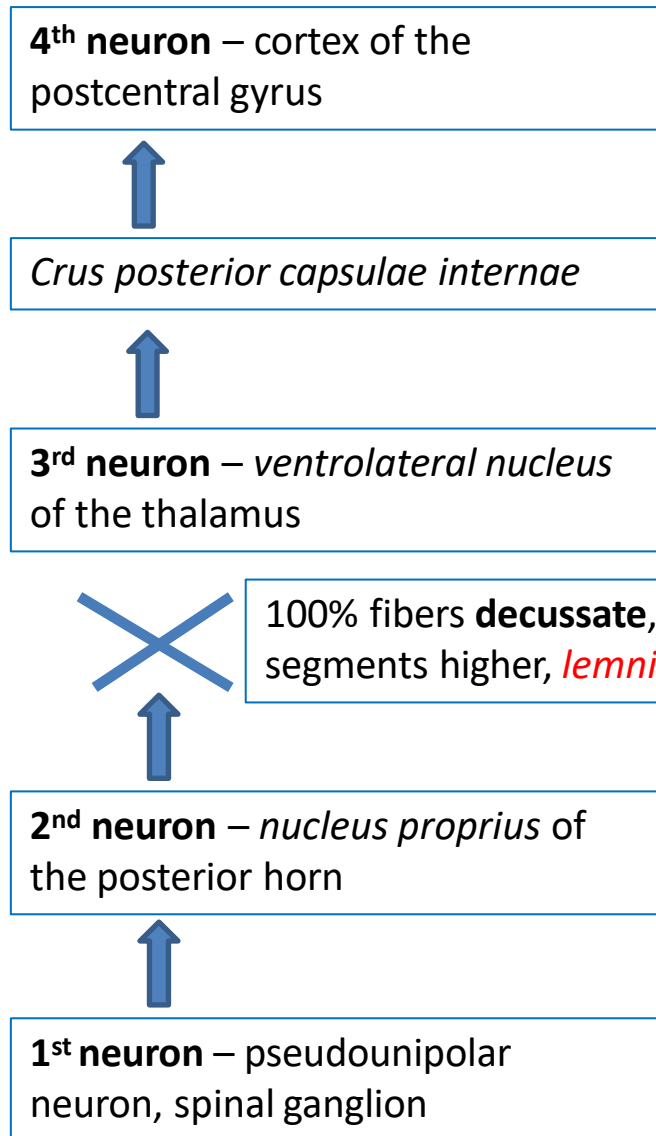 4th neuron – cortex of the
postcentral gyrus
Crus posterior capsulae internae
3rd neuron – ventrolateral nucleus
of the thalamus
100% fibers decussate,
segments higher, lemni
2nd neuron – nucleus proprius of
the posterior horn
1st neuron – pseudounipolar
neuron, spinal ganglion